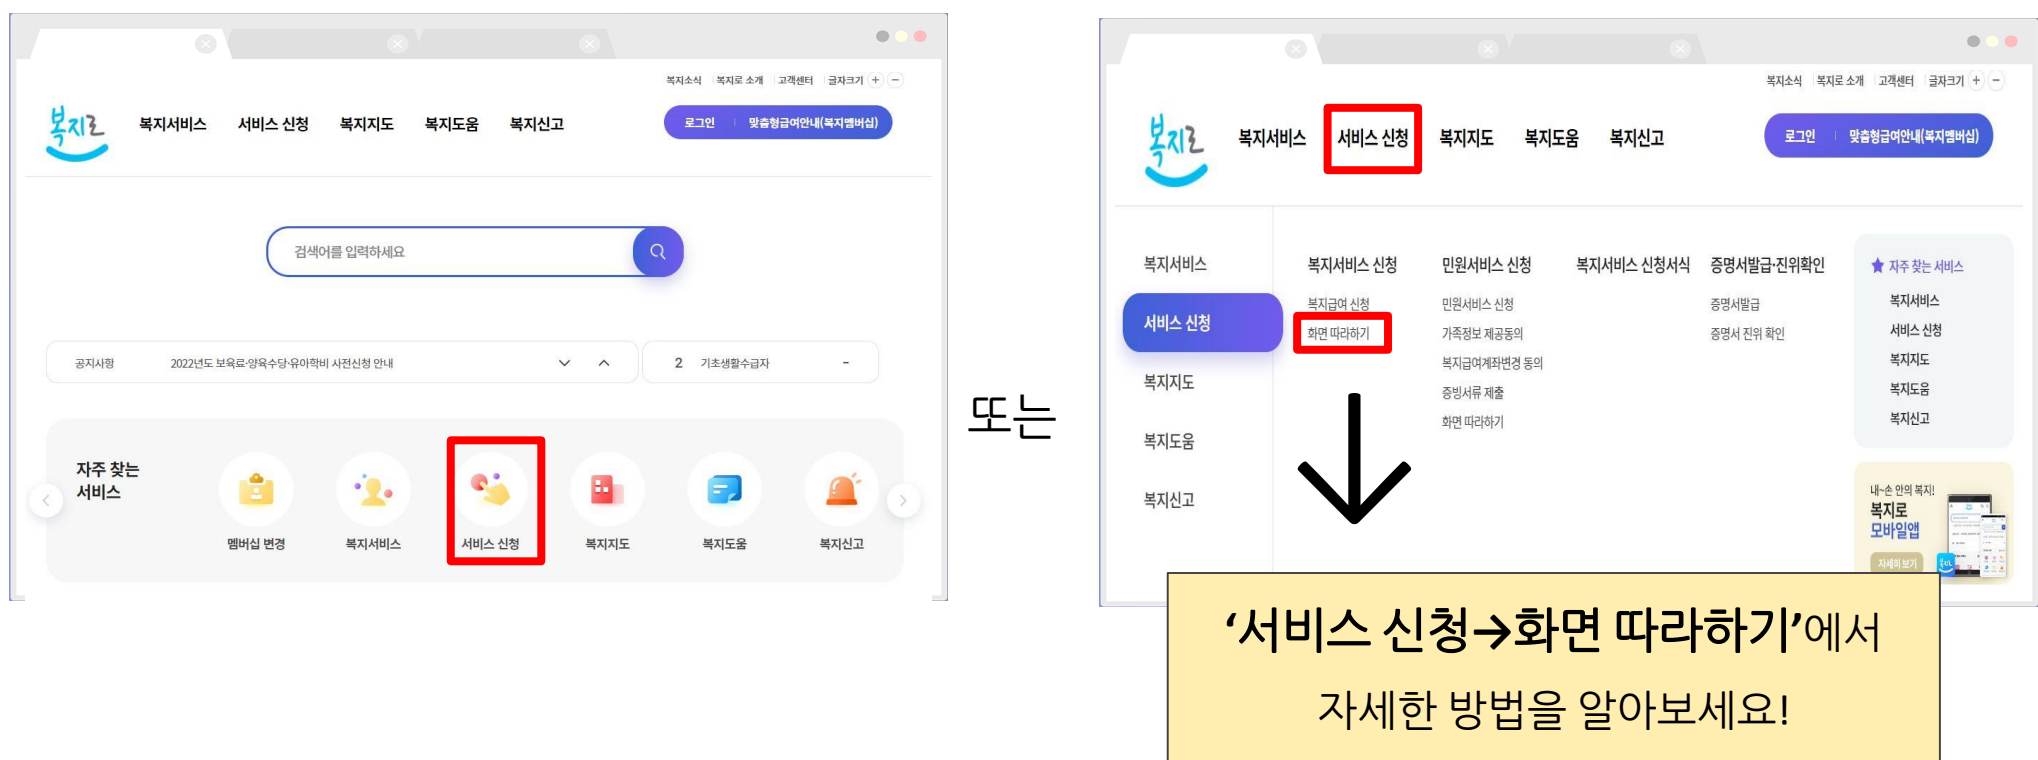 복지소식 복지로 소개 고객센터 글자크기 + −
복지로 복지서비스 서비스 신청 복지지도 복지도움 복지신고 로그인 맞춤형급여안내(복지멤버십)
검색어를 입력하세요
공지사항 2022년도 보육료·양육수당·유아학비 사전신청 안내 2 기초생활수급자 -
자주 찾는
서비스
멤버십 변경 복지서비스 서비스 신청 복지지도 복지도움 복지신고
또는
복지소식 복지로 소개 고객센터 글자크기 + −
복지로 복지서비스 서비스 신청 복지지도 복지도움 복지신고 로그인 맞춤형급여안내(복지멤버십)
복지서비스
서비스 신청
복지지도
복지도움
복지신고
복지서비스 신청
복지급여 신청
화면 따라하기
민원서비스 신청
민원서비스 신청
가족정보 제공동의
복지급여계좌변경 동의
증빙서류 제출
화면 따라하기
복지서비스 신청서식
증명서발급·진위확인
증명서발급
증명서 진위 확인
자주 찾는 서비스
복지서비스
서비스 신청
복지지도
복지도움
복지신고
내~손 안의 복지!
복지로
모바일앱
자세히 보기
‘서비스 신청→화면 따라하기’에서
자세한 방법을 알아보세요!